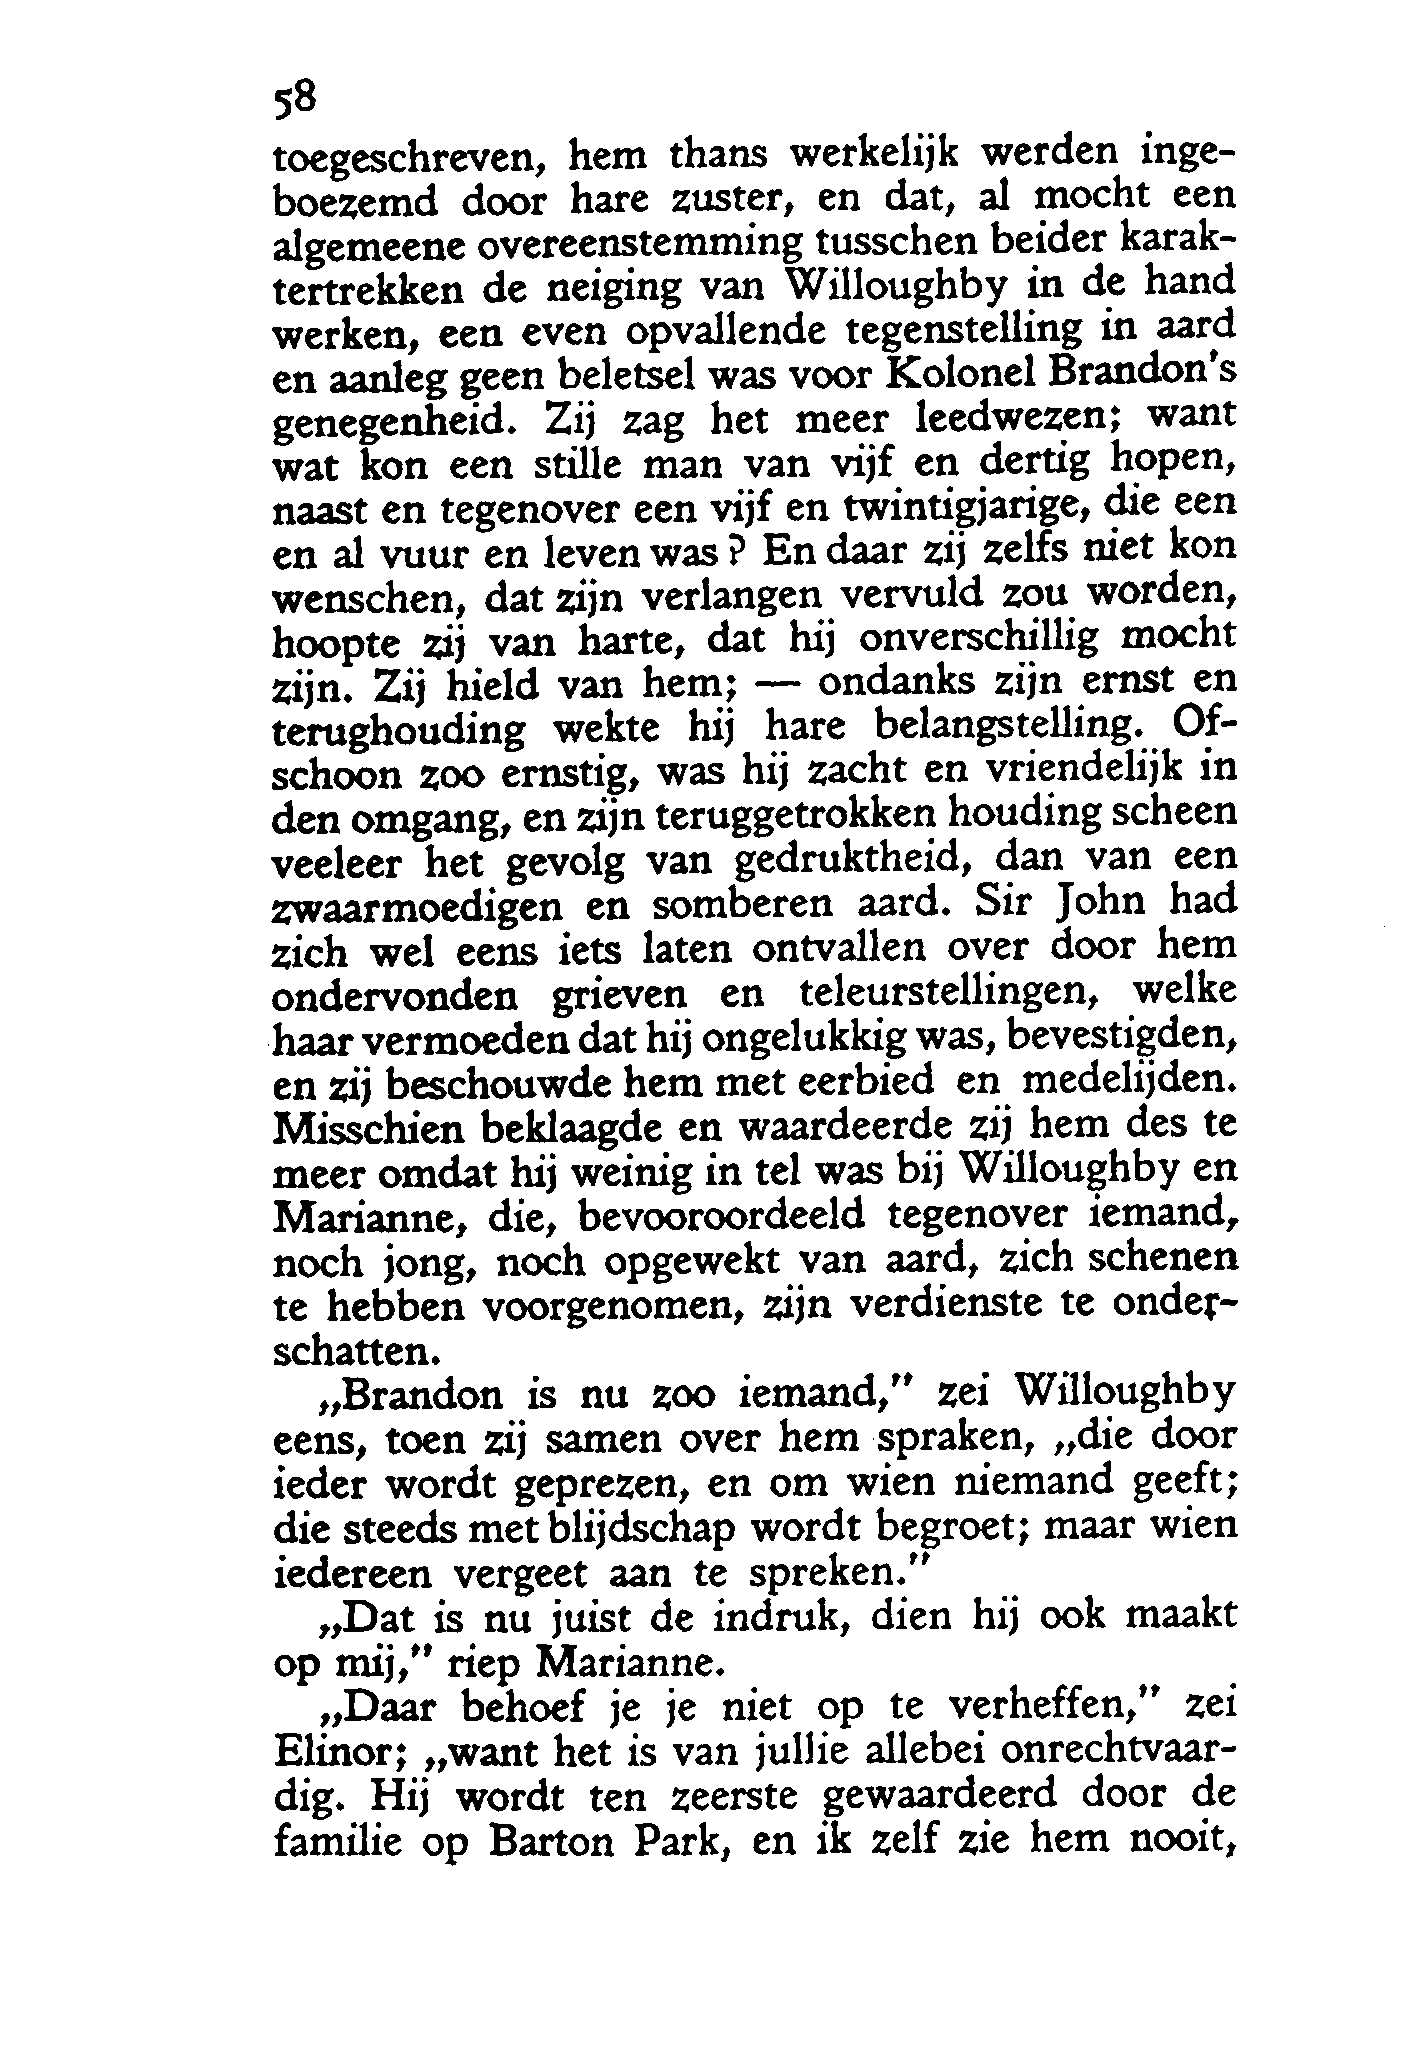 58
toegeschreven, hem thans werkelijk werden inge-
boezemd door hare zuster, en dat, al mocht een
algemeene overeenstemming tusschen beider karak-
tertrekken de neiging van Willoughby in de hand
werken, een even opvallende tegenstelling in aard
en aanleg geen beletsel was voor Kolonel Brandon's
genegenheid. Zij zag het meer leedwezen; want
wat kon een stille man van vijf en dertig hopen,
naast en tegenover een vijf en twintigjarige, die een
en al vuur en leven was? En daar zij zelfs niet kon
wenschen, dat zijn verlangen vervuld zou worden,
hoopte zij van harte, dat hij onverschillig mocht
zijn. Zij hield van hem; — ondanks zijn ernst en
terughouding wekte hij hare belangstelling. Of-
schoon zoo ernstig, was hij zacht en vriendelijk in
den omgang, en zijn teruggetrokken houding scheen
veeleer het gevolg van gedruktheid, dan van een
zwaarmoedigen en somberen aard. Sir John had
zich wel eens iets laten ontvallen over door hem
ondervonden grieven en teleurstellingen, welke
haar vermoeden dat hij ongelukkig was, bevestigden,
en zij beschouwde hem met eerbied en medelijden.
Misschien beklaagde en waardeerde zij hem des te
meer omdat hij weinig in tel was bij Willoughby en
Marianne, die, bevooroordeeld tegenover iemand,
noch jong, noch opgewekt van aard, zich schenen
te hebben voorgenomen, zijn verdienste te onder-
schatten.
„Brandon is nu zoo iemand,” zei Willoughby
eens, toen zij samen over hem spraken, „die door
ieder wordt geprezen, en om wien niemand geeft;
die steeds met blijdschap wordt begroet; maar wien
iedereen vergeet aan te spreken.”
„Dat is nu juist de indruk, dien hij ook maakt
op mij,” riep Marianne.
„Daar behoef je je niet op te verheffen,” zei
Elinor; „want het is van jullie allebei onrechtvaar-
dig. Hij wordt ten zeerste gewaardeerd door de
familie op Barton Park, en ik zelf zie hem nooit,